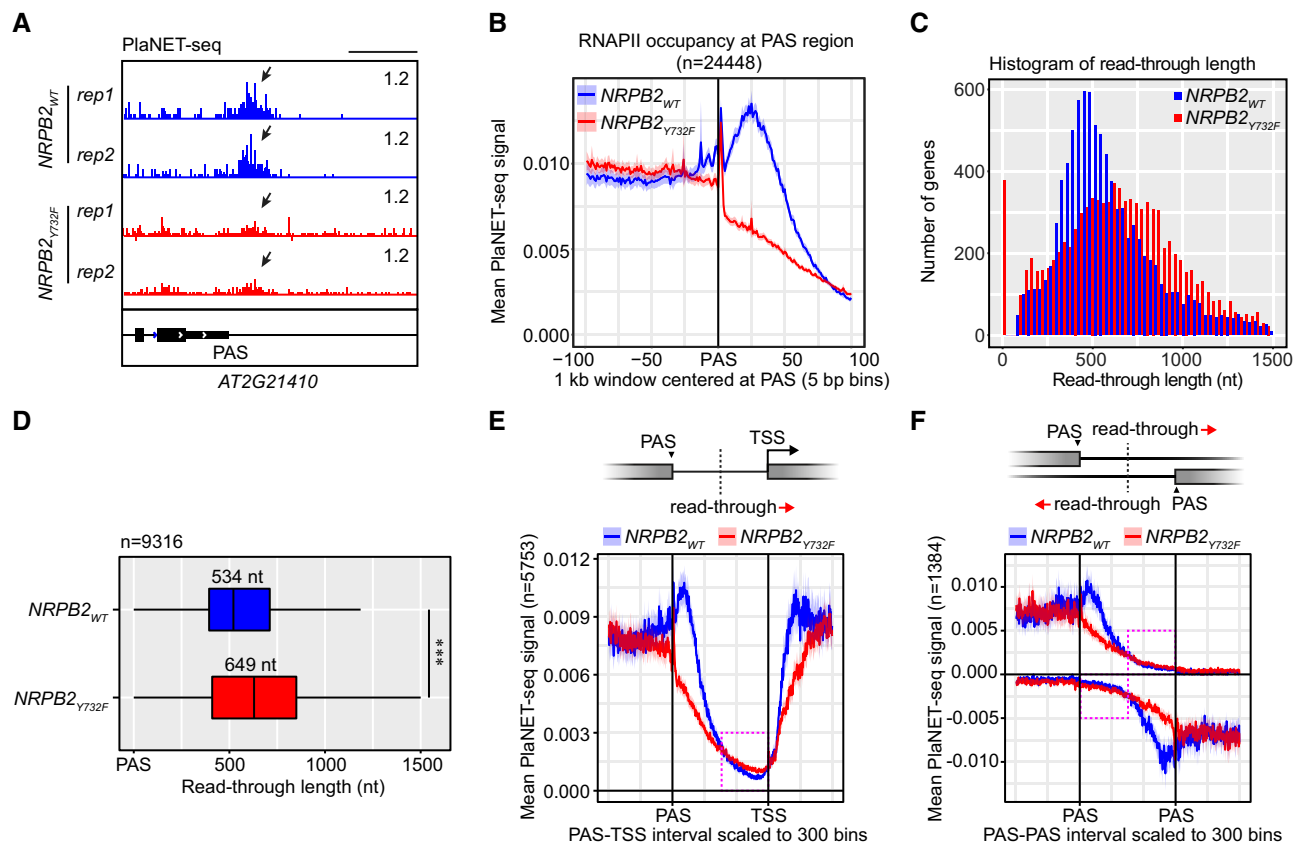 A
PlaNET-seq
NRPB2WT
rep1
1.2
rep2
1.2
NRPB2Y732F
rep1
1.2
rep2
1.2
PAS
AT2G21410
B
RNAPII occupancy at PAS region
(n=24448)
NRPB2WT
NRPB2Y732F
Mean PlaNET-seq signal
0.010
0.005
0.000
−100
−50
PAS
50
100
1 kb window centered at PAS (5 bp bins)
C
Histogram of read-through length
NRPB2WT
NRPB2Y732F
Number of genes
600
400
200
0
0
500
1000
1500
Read-through length (nt)
D
n=9316
534 nt
NRPB2WT
649 nt
NRPB2Y732F
***
PAS
500
1000
1500
Read-through length (nt)
E
PAS
TSS
read-through
NRPB2WT
NRPB2Y732F
Mean PlaNET-seq signal (n=5753)
0.012
0.009
0.006
0.003
0.000
PAS
TSS
PAS-TSS interval scaled to 300 bins
F
PAS
read-through
read-through
PAS
NRPB2WT
NRPB2Y732F
Mean PlaNET-seq signal (n=1384)
0.010
0.005
0.000
-0.005
-0.010
PAS
PAS
PAS-PAS interval scaled to 300 bins